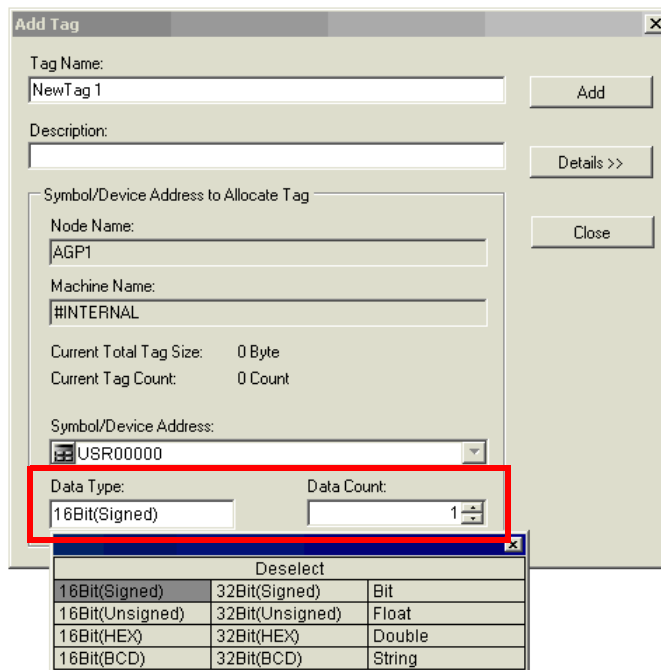 Add Tag
Tag Name:
NewTag 1
Add
Description:
Details >>
Symbol/Device Address to Allocate Tag
Node Name:
AGP1
Close
Machine Name:
#INTERNAL
Current Total Tag Size: 0 Byte
Current Tag Count: 0 Count
Symbol/Device Address:
USR00000
Data Type: Data Count:
16Bit(Signed) 1
Deselect
16Bit(Signed) 32Bit(Signed) Bit
16Bit(Unsigned) 32Bit(Unsigned) Float
16Bit(HEX) 32Bit(HEX) Double
16Bit(BCD) 32Bit(BCD) String